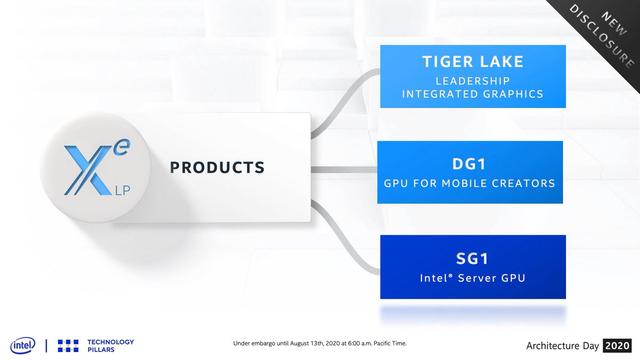 NEW
DISCLOSURE
TIGER LAKE
LEADERSHIP
INTEGRATED GRAPHICS
Xe
LP
PRODUCTS
DG1
GPU FOR MOBILE CREATORS
SG1
Intel® Server GPU
intel
TECHNOLOGY
PILLARS
Under embargo until August 13th, 2020 at 6:00 a.m. Pacific Time.
Architecture Day 2020